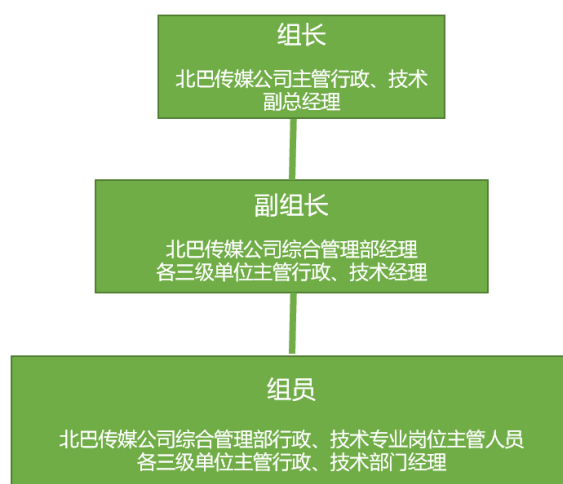 组长
北巴传媒公司主管行政、技术
副总经理
副组长
北巴传媒公司综合管理部经理
各三级单位主管行政、技术经理
组员
北巴传媒公司综合管理部行政、技术专业岗位主管人员
各三级单位主管行政、技术部门经理